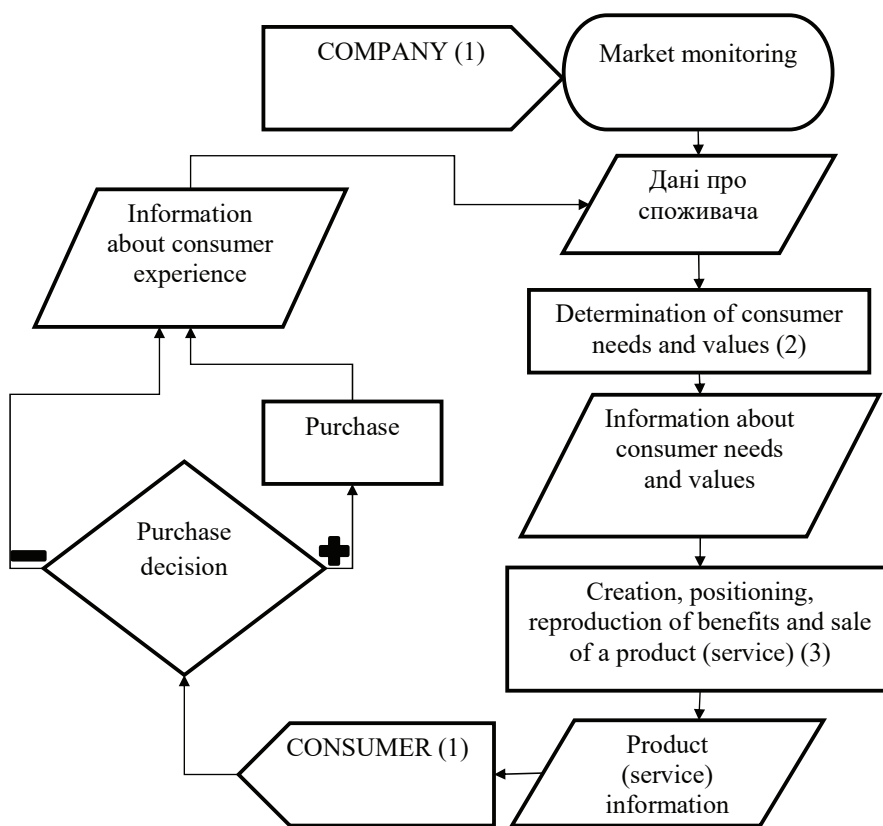 COMPANY (1)
Market monitoring
Дані про
споживача
Information
about consumer
experience
Determination of consumer
needs and values (2)
Purchase
Information about
consumer needs
and values
Purchase
decision
Creation, positioning,
reproduction of benefits and sale
of a product (service) (3)
CONSUMER (1)
Product
(service)
information